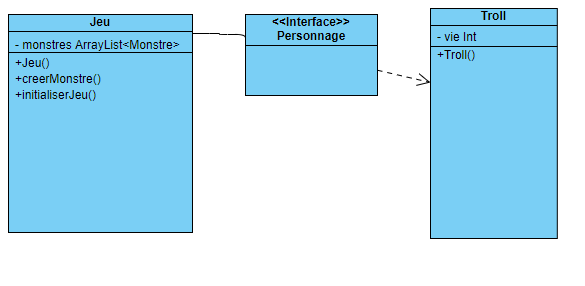 Jeu
- monstres ArrayList<Monstre>
+Jeu()
+creerMonstre()
+initialiserJeu()
<<Interface>>
Personnage
Troll
- vie Int
+Troll()